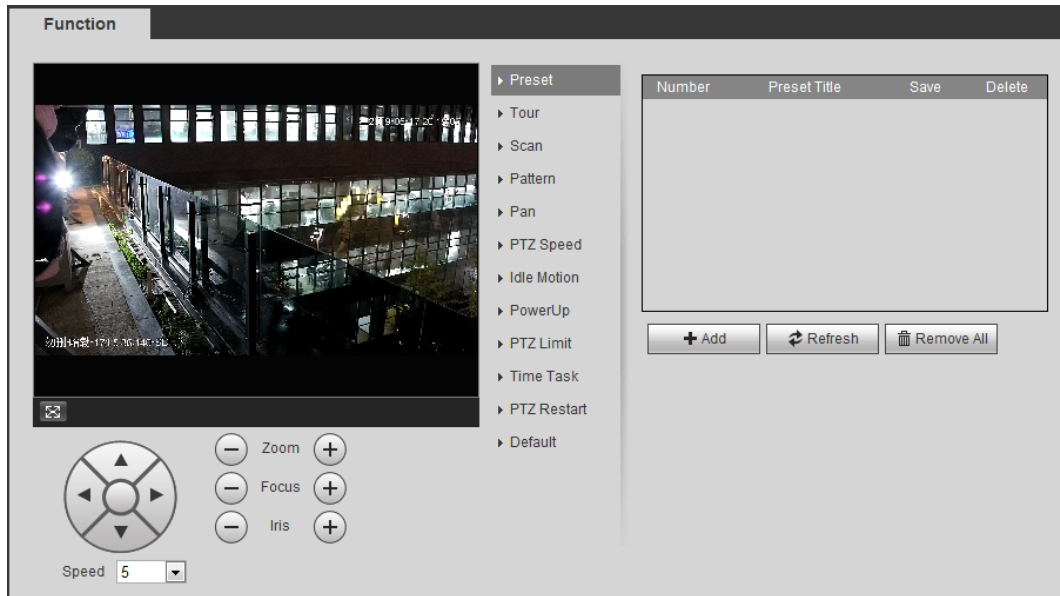 Function
Preset
Tour
Scan
Pattern
Pan
PTZ Speed
Idle Motion
PowerUp
PTZ Limit
Time Task
PTZ Restart
Default
Number Preset Title Save Delete
Add Refresh Remove All
Zoom
Focus
Iris
Speed 5